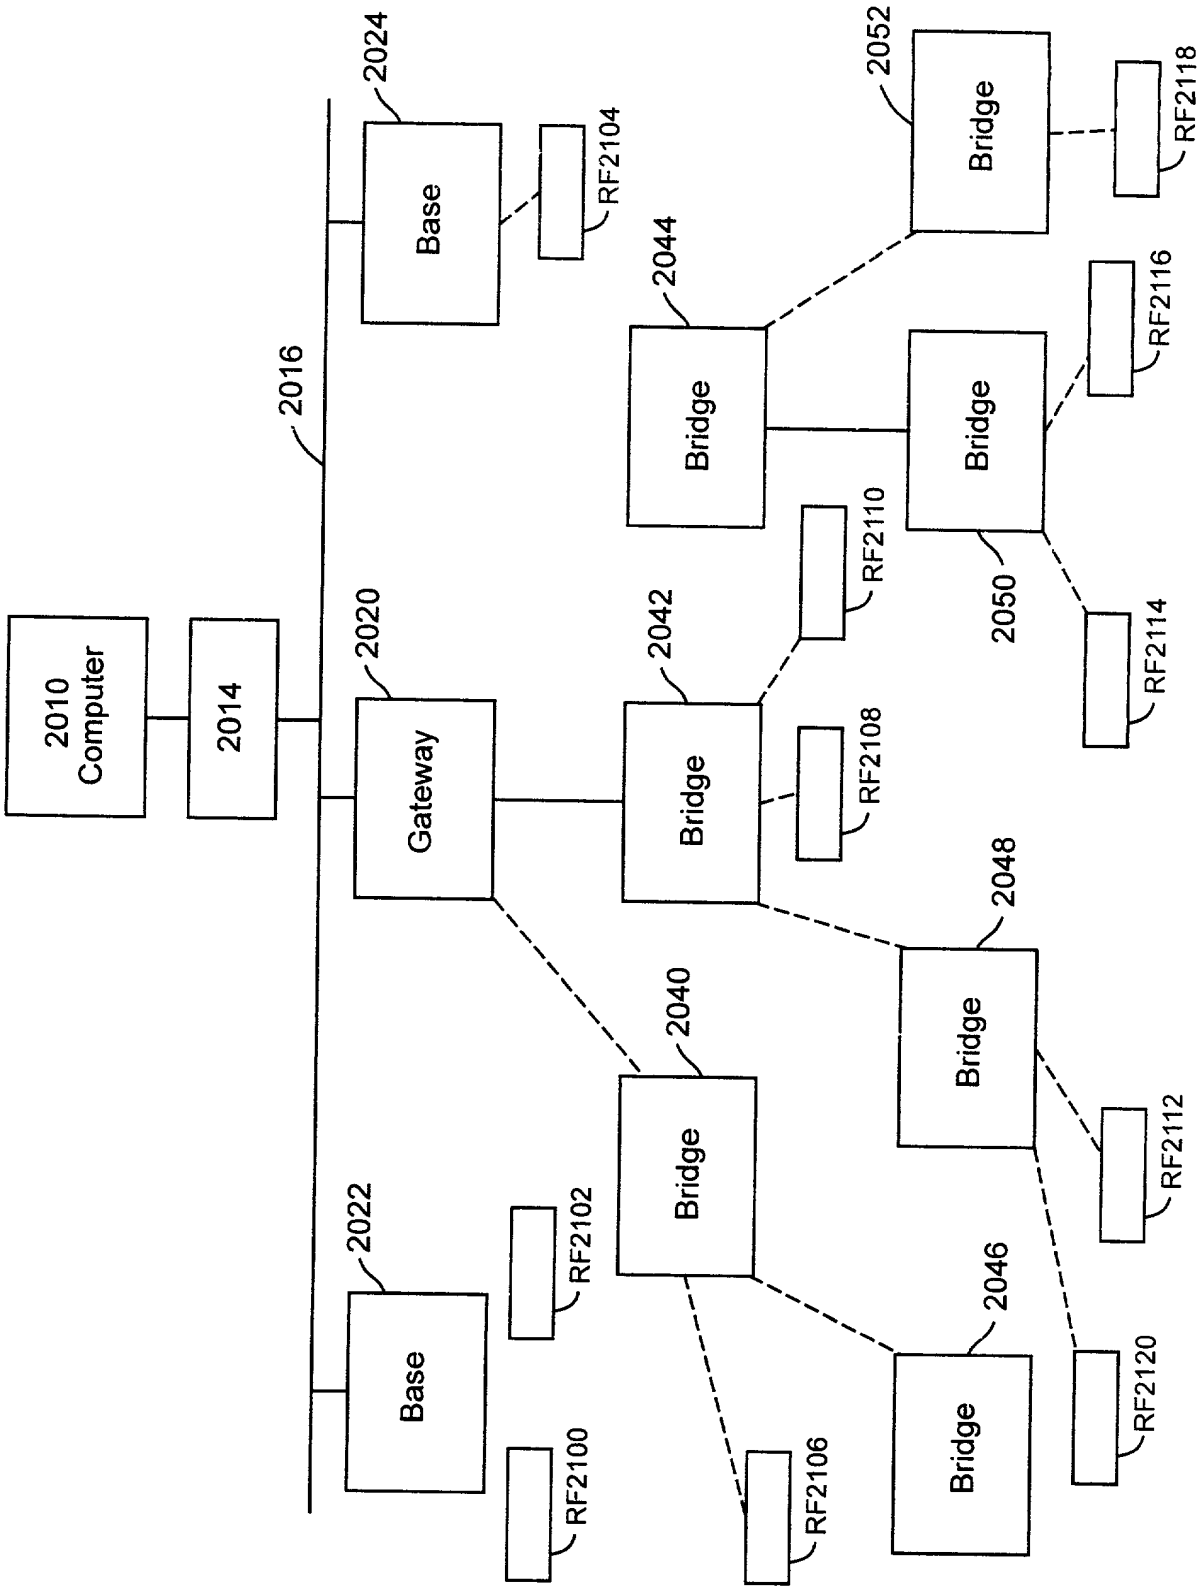 2010
Computer
2014
2016
2022
Base
2020
Gateway
2024
Base
RF2100
RF2102
RF2104
2040
Bridge
2042
Bridge
2044
Bridge
RF2106
RF2108
RF2110
2046
Bridge
2048
Bridge
2050
Bridge
2052
Bridge
RF2120
RF2112
RF2114
RF2116
RF2118